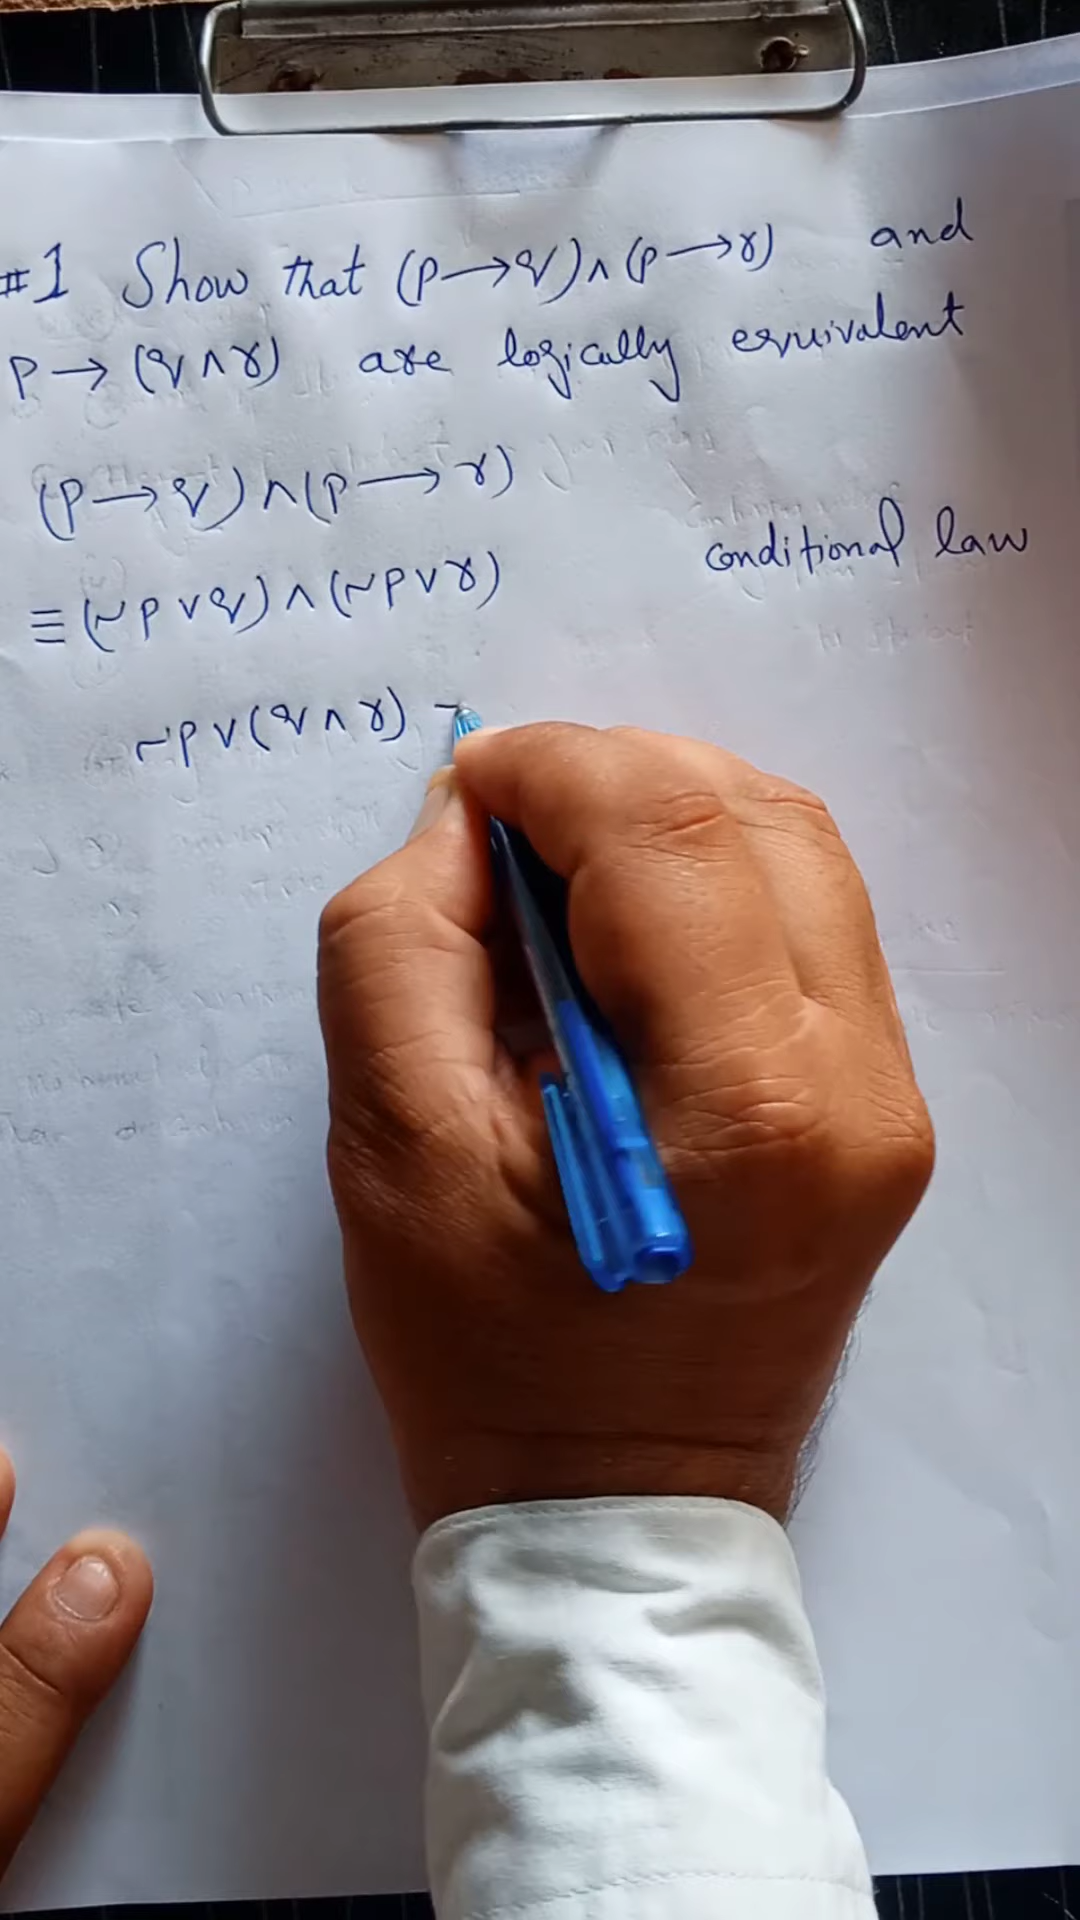 #1 Show that (p→q)∧(p→r) and
p→(q∧r) are logically equivalent
(p→q)∧(p→r)
≡(~p∨q)∧(~p∨r) conditional law
~p∨(q∧r) -